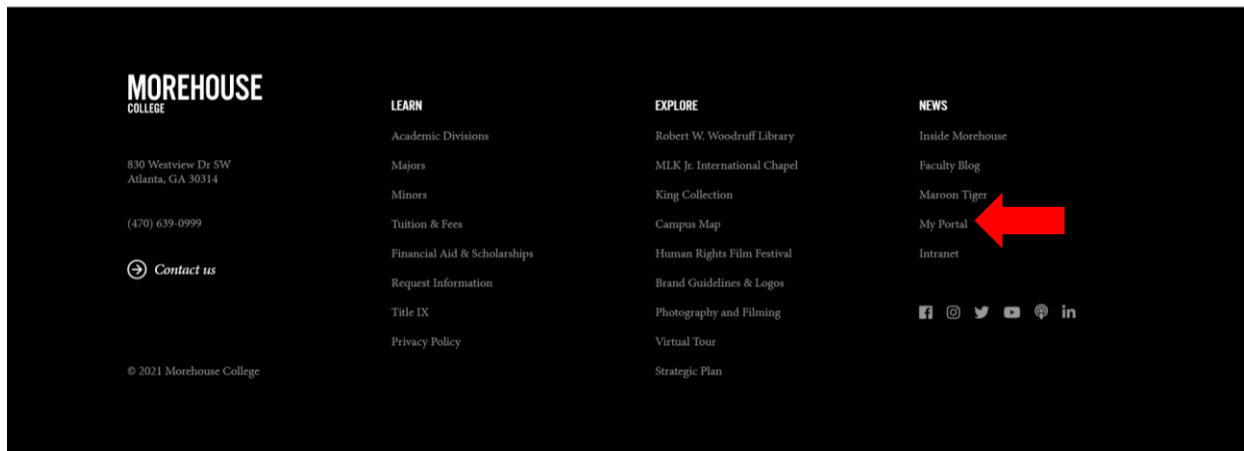 MOREHOUSE
COLLEGE
830 Westview Dr SW
Atlanta, GA 30314
(470) 639-0999
Contact us
© 2021 Morehouse College
LEARN
Academic Divisions
Majors
Minors
Tuition & Fees
Financial Aid & Scholarships
Request Information
Title IX
Privacy Policy
EXPLORE
Robert W. Woodruff Library
MLK Jr. International Chapel
King Collection
Campus Map
Human Rights Film Festival
Brand Guidelines & Logos
Photography and Filming
Virtual Tour
Strategic Plan
NEWS
Inside Morehouse
Faculty Blog
Maroon Tiger
My Portal
Intranet